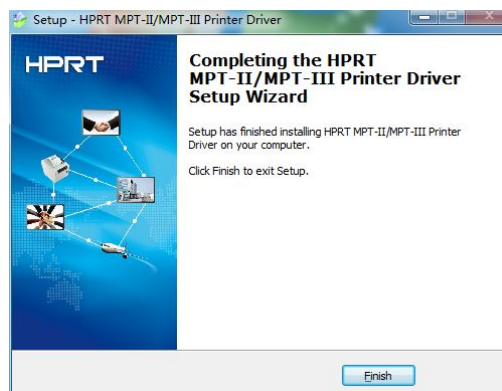 Setup - HPRT MPT-II/MPT-III Printer Driver
HPRT
Completing the HPRT
MPT-II/MPT-III Printer Driver
Setup Wizard
Setup has finished installing HPRT MPT-II/MPT-III Printer
Driver on your computer.
Click Finish to exit Setup.
Finish